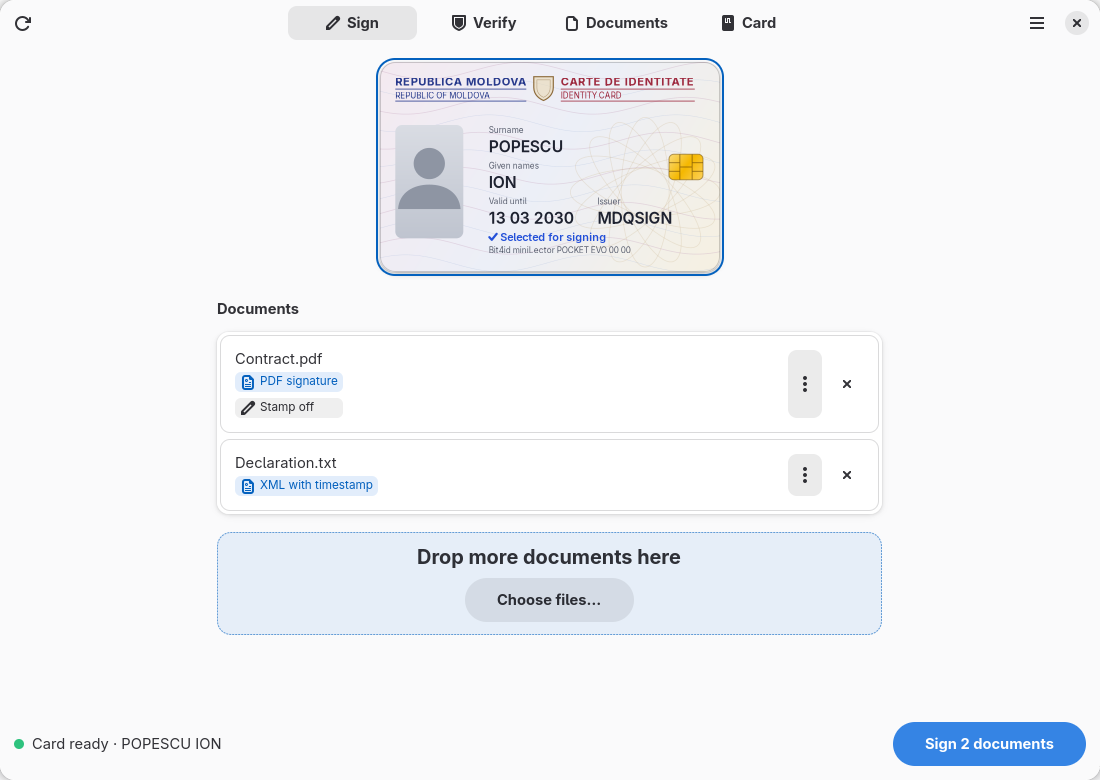 Sign
Verify
Documents
Card
REPUBLICA MOLDOVA
REPUBLIC OF MOLDOVA
CARTE DE IDENTITATE
IDENTITY CARD
Surname
POPESCU
Given names
ION
Valid until
Issuer
13 03 2030
MDQSIGN
Selected for signing
Bit4id miniLector POCKET EVO 00 00
Documents
Contract.pdf
PDF signature
Stamp off
Declaration.txt
XML with timestamp
Drop more documents here
Choose files...
Card ready · POPESCU ION
Sign 2 documents